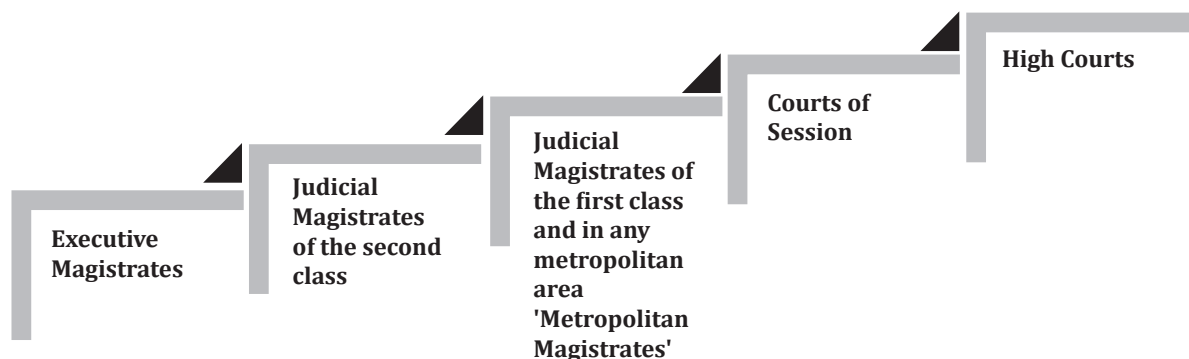 Executive
Magistrates
Judicial
Magistrates
of the second
class
Judicial
Magistrates of
the first class
and in any
metropolitan
area
'Metropolitan
Magistrates'
Courts of
Session
High Courts